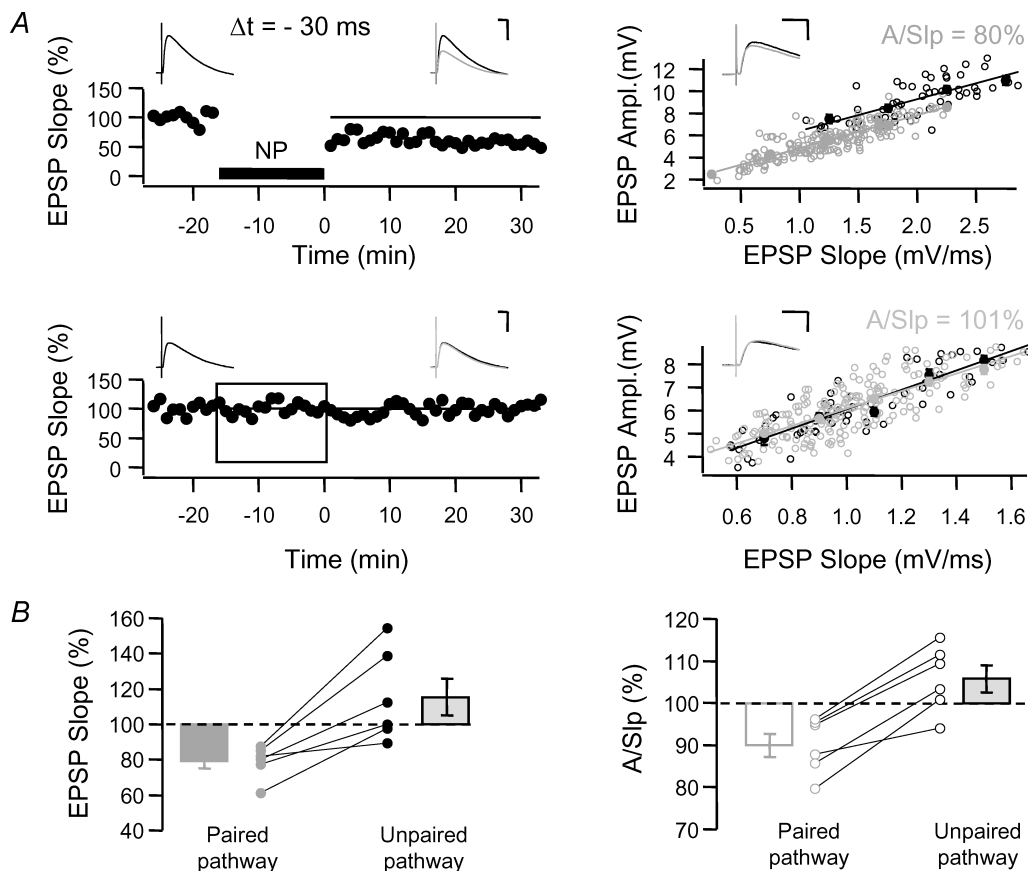 A
Δt = - 30 ms
EPSP Slope (%)
150
100
50
0
NP
-20
-10
0
10
20
30
Time (min)
A/Slp = 80%
EPSP Ampl.(mV)
12
10
8
6
4
2
0.5
1.0
1.5
2.0
2.5
EPSP Slope (mV/ms)
EPSP Slope (%)
150
100
50
0
-20
-10
0
10
20
30
Time (min)
A/Slp = 101%
EPSP Ampl.(mV)
8
6
4
0.6
0.8
1.0
1.2
1.4
1.6
EPSP Slope (mV/ms)
B
EPSP Slope (%)
160
140
120
100
80
60
40
Paired
pathway
Unpaired
pathway
A/Slp (%)
120
110
100
90
80
70
Paired
pathway
Unpaired
pathway